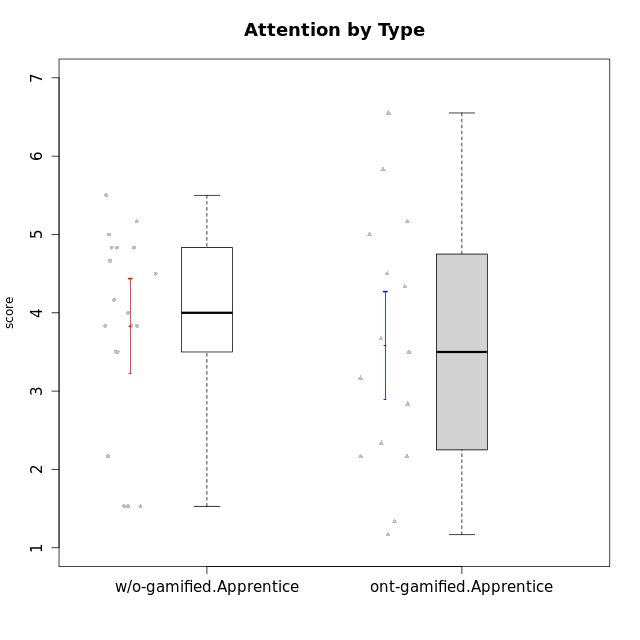 Attention by Type
score
7
6
5
4
3
2
1
w/o-gamified.Apprentice
ont-gamified.Apprentice